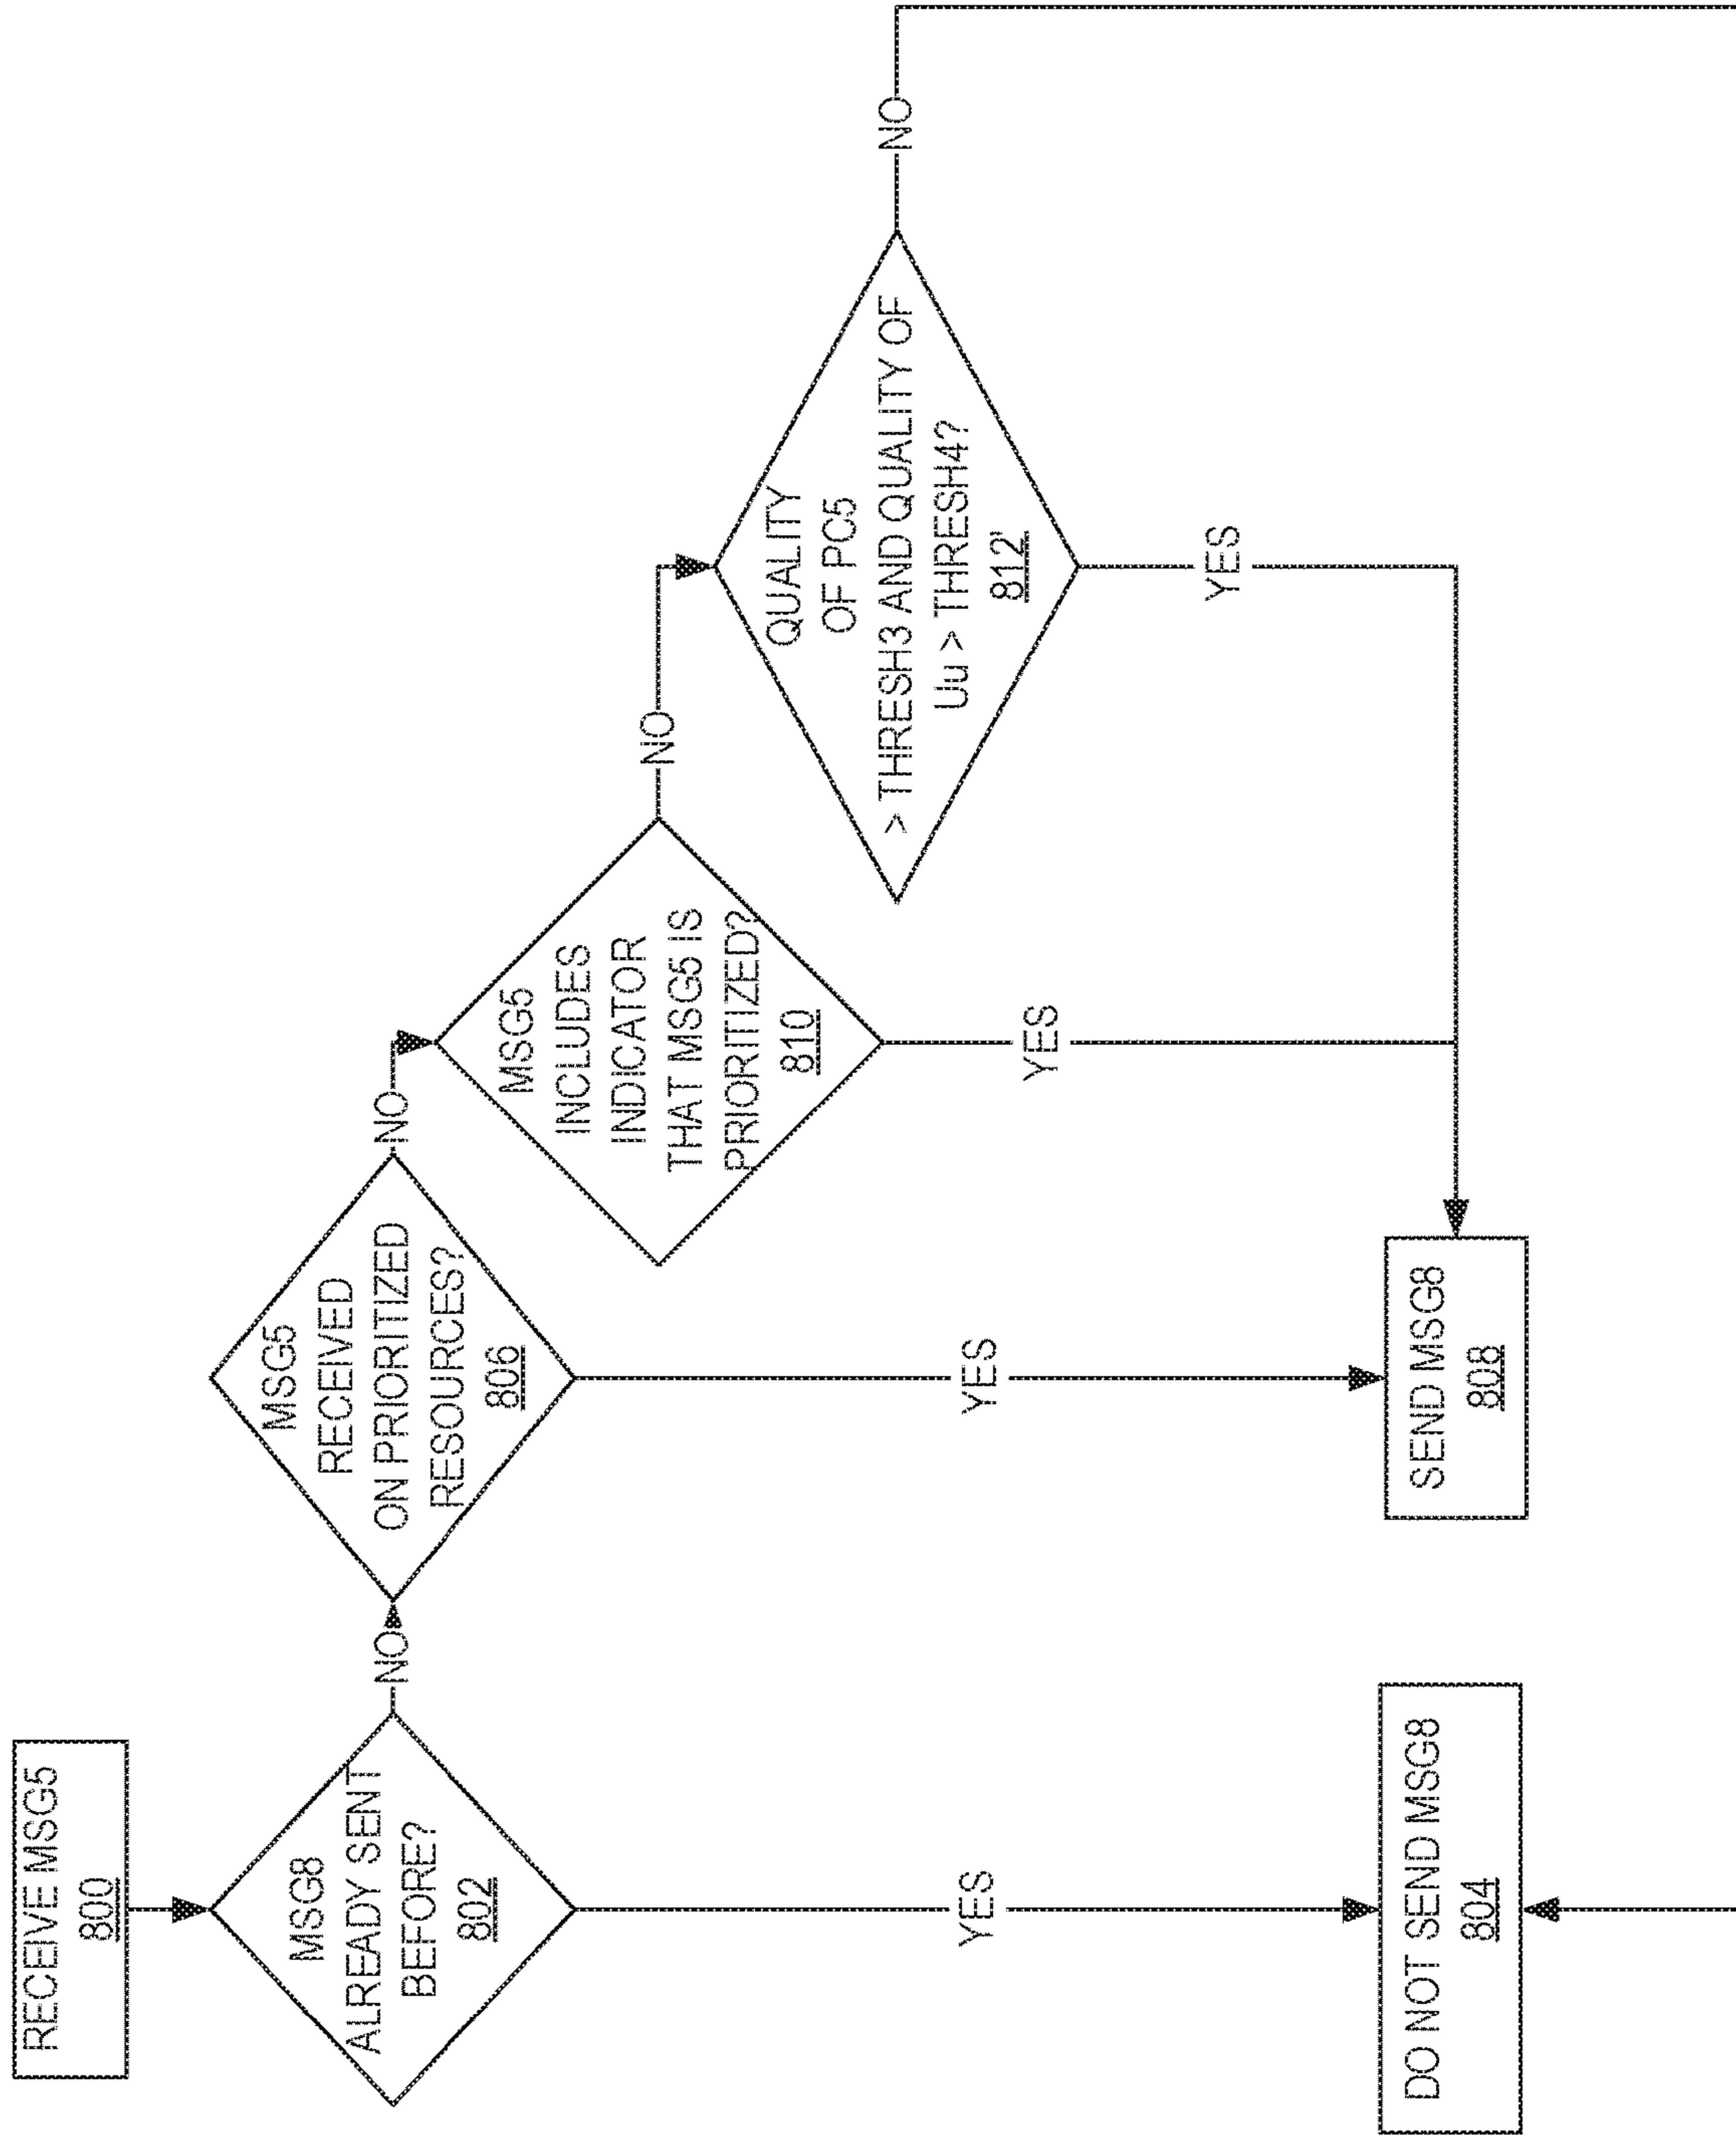 RECEIVE MSG5
800
MSG8
ALREADY SENT
BEFORE?
802
YES
NO
DO NOT SEND MSG8
804
MSG5
RECEIVED
ON PRIORITIZED
RESOURCES?
806
YES
NO
SEND MSG8
808
MSG5
INCLUDES
INDICATOR
THAT MSG5 IS
PRIORITIZED?
810
YES
NO
QUALITY
OF PC5
> THRESH3 AND QUALITY OF
Uu > THRESH4?
812'
YES
NO